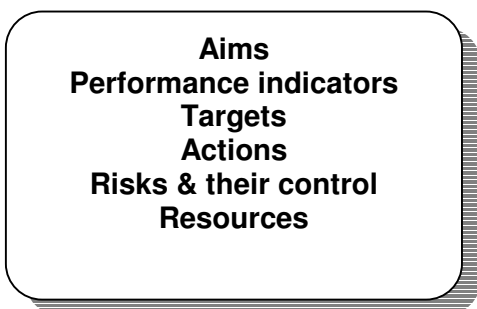 Aims
Performance indicators
Targets
Actions
Risks & their control
Resources